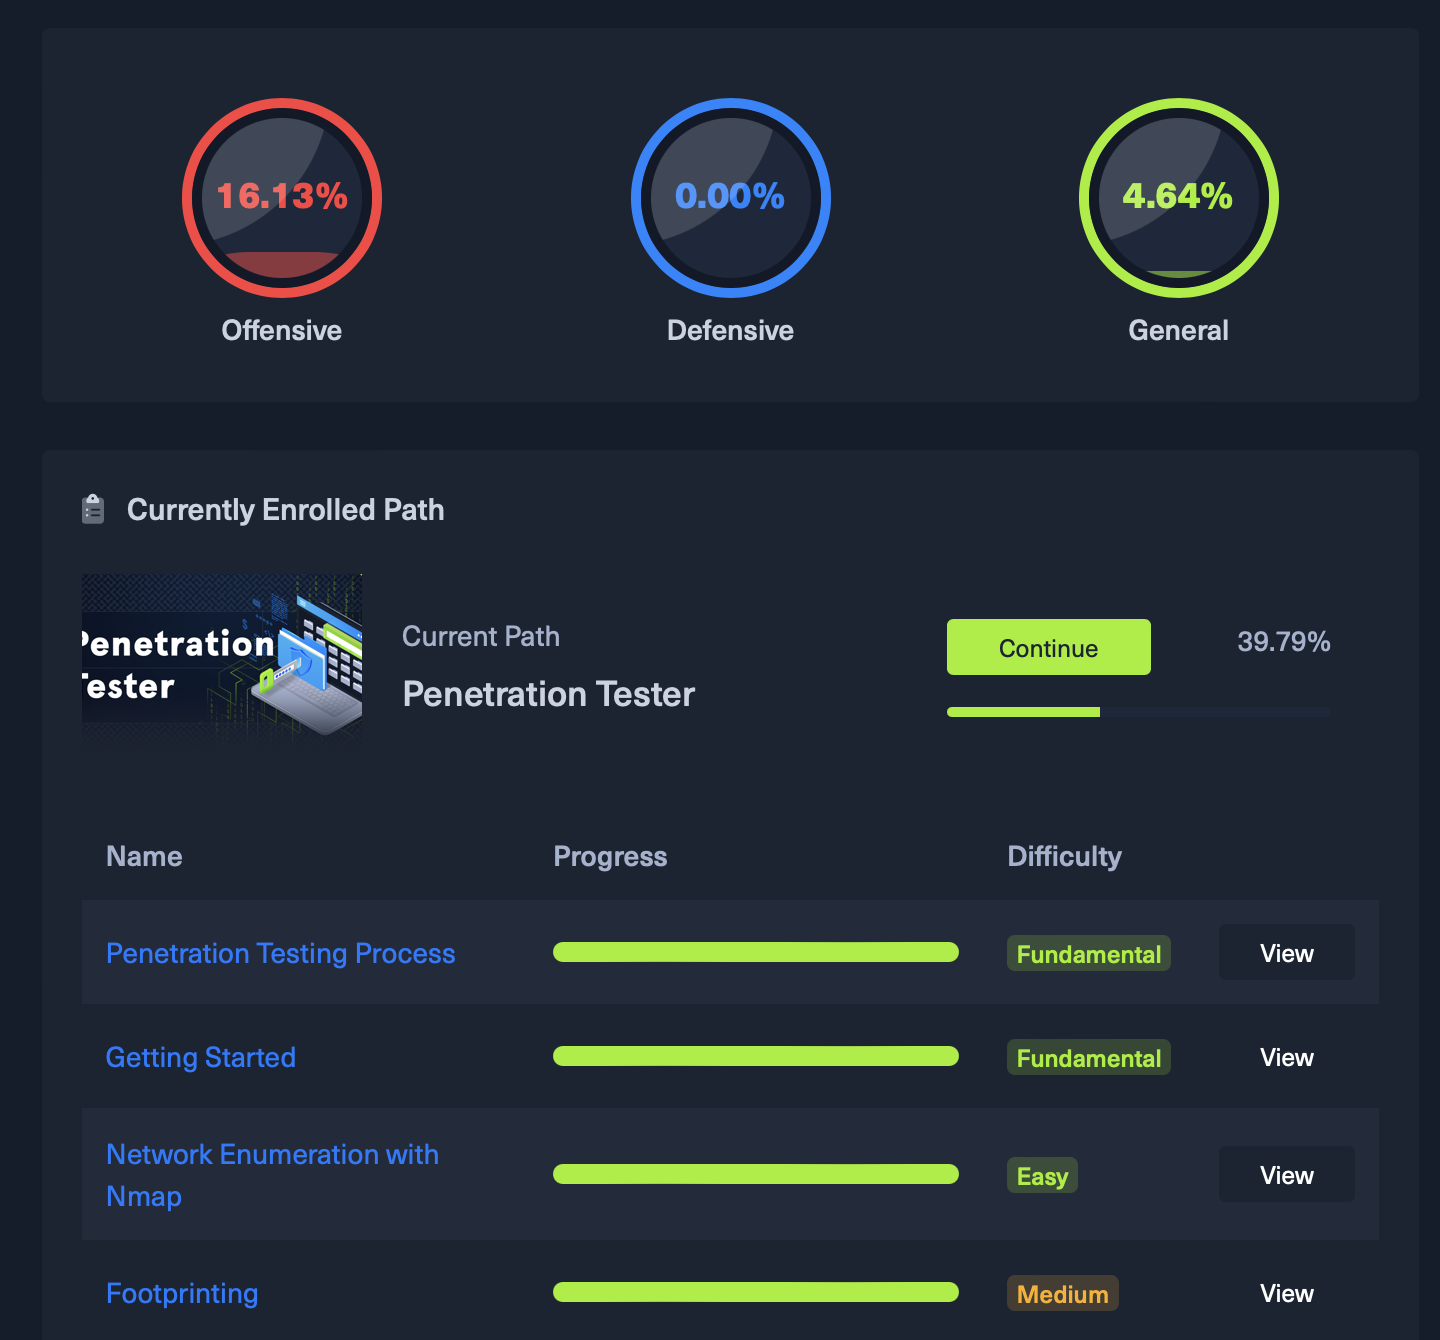 16.13%
0.00%
4.64%
Offensive
Defensive
General
Currently Enrolled Path
Penetration
Tester
Current Path
Penetration Tester
Continue
39.79%
Name
Progress
Difficulty
Penetration Testing Process
Fundamental
View
Getting Started
Fundamental
View
Network Enumeration with
Nmap
Easy
View
Footprinting
Medium
View